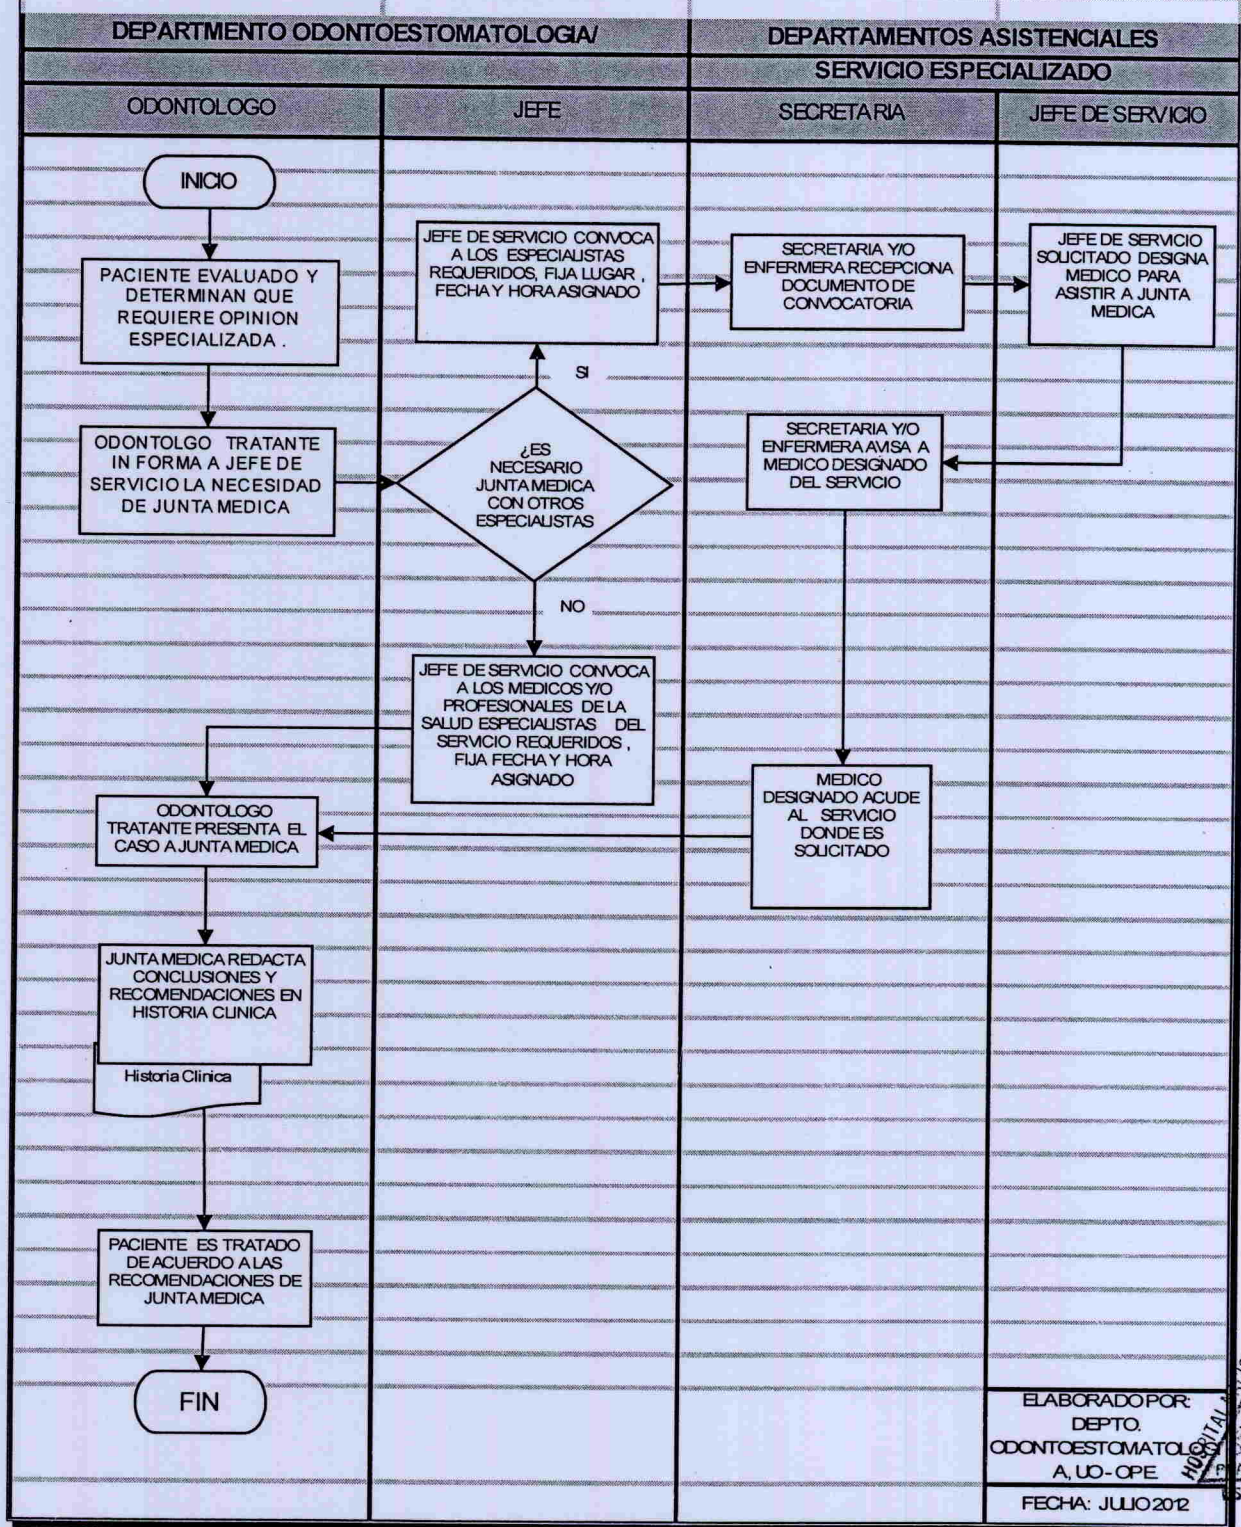 DEPARTMENTO ODONTOESTOMATOLOGIA/
DEPARTAMENTOS ASISTENCIALES
SERVICIO ESPECIALIZADO
ODONTOLOGO
JEFE
SECRETARIA
JEFE DE SERVICIO
INICIO
PACIENTE EVALUADO Y
DETERMINAN QUE
REQUIERE OPINION
ESPECIALIZADA .
ODONTOLGO TRATANTE
IN FORMA A JEFE DE
SERVICIO LA NECESIDAD
DE JUNTA MEDICA
¿ES
NECESARIO
JUNTA MEDICA
CON OTROS
ESPECIALISTAS
SI
JEFE DE SERVICIO CONVOCA
A LOS ESPECIALISTAS
REQUERIDOS, FIJA LUGAR ,
FECHA Y HORA ASIGNADO
SECRETARIA Y/O
ENFERMERA RECEPCIONA
DOCUMENTO DE
CONVOCATORIA
JEFE DE SERVICIO
SOLICITADO DESIGNA
MEDICO PARA
ASISTIR A JUNTA
MEDICA
SECRETARIA Y/O
ENFERMERA AVISA A
MEDICO DESIGNADO
DEL SERVICIO
NO
JEFE DE SERVICIO CONVOCA
A LOS MEDICOS Y/O
PROFESIONALES DE LA
SALUD ESPECIALISTAS DEL
SERVICIO REQUERIDOS ,
FIJA FECHA Y HORA
ASIGNADO
MEDICO
DESIGNADO ACUDE
AL SERVICIO
DONDE ES
SOLICITADO
ODONTOLOGO
TRATANTE PRESENTA EL
CASO A JUNTA MEDICA
JUNTA MEDICA REDACTA
CONCLUSIONES Y
RECOMENDACIONES EN
HISTORIA CLINICA
Historia Clinica
PACIENTE ES TRATADO
DE ACUERDO A LAS
RECOMENDACIONES DE
JUNTA MEDICA
FIN
ELABORADO POR:
DEPTO.
ODONTOESTOMATOLOGI
A, UO - OPE
FECHA: JULIO 2012
HOSPITAL